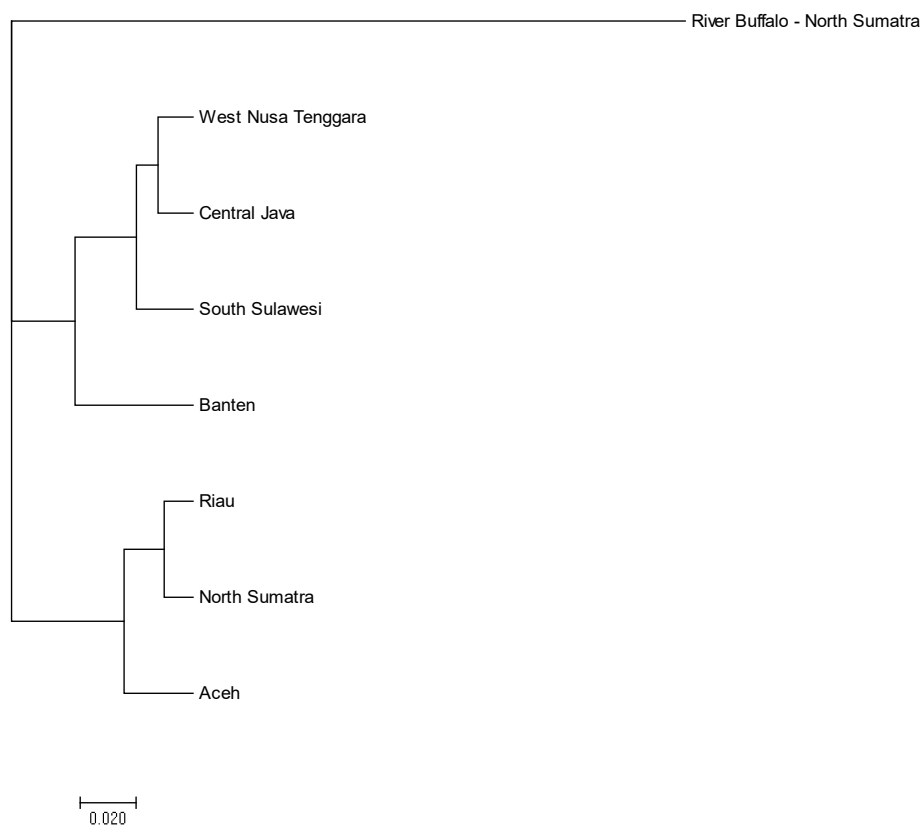 River Buffalo - North Sumatra
West Nusa Tenggara
Central Java
South Sulawesi
Banten
Riau
North Sumatra
Aceh
0.020